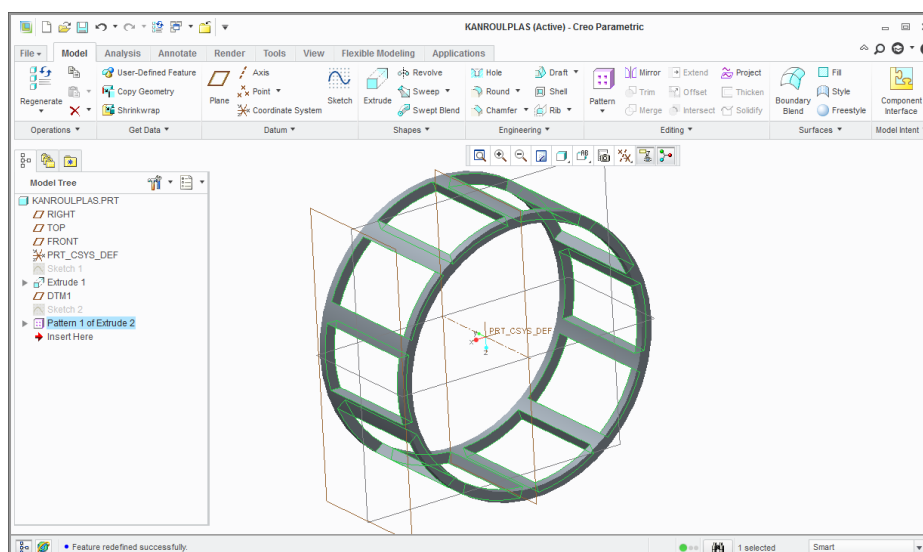 KANROULPLAS (Active) - Creo Parametric
File Model Analysis Annotate Render Tools View Flexible Modeling Applications
User-Defined Feature Axis Revolve Hole Draft Mirror Extend Project Fill
Copy Geometry Point Sweep Round Shell Trim Offset Thicken Style
Regenerate Shrinkwrap Plane Coordinate System Sketch Extrude Swept Blend Chamfer Rib Pattern Merge Intersect Solidify Boundary Blend Freestyle Component Interface
Operations Get Data Datum Shapes Engineering Editing Surfaces Model Intent
Model Tree
KANROULPLAS.PRT
RIGHT
TOP
FRONT
PRT_CSYS_DEF
Sketch 1
Extrude 1
DTM1
Sketch 2
Pattern 1 of Extrude 2
Insert Here
PRT_CSYS_DEF
Y
X
Z
Feature redefined successfully.
1 selected
Smart